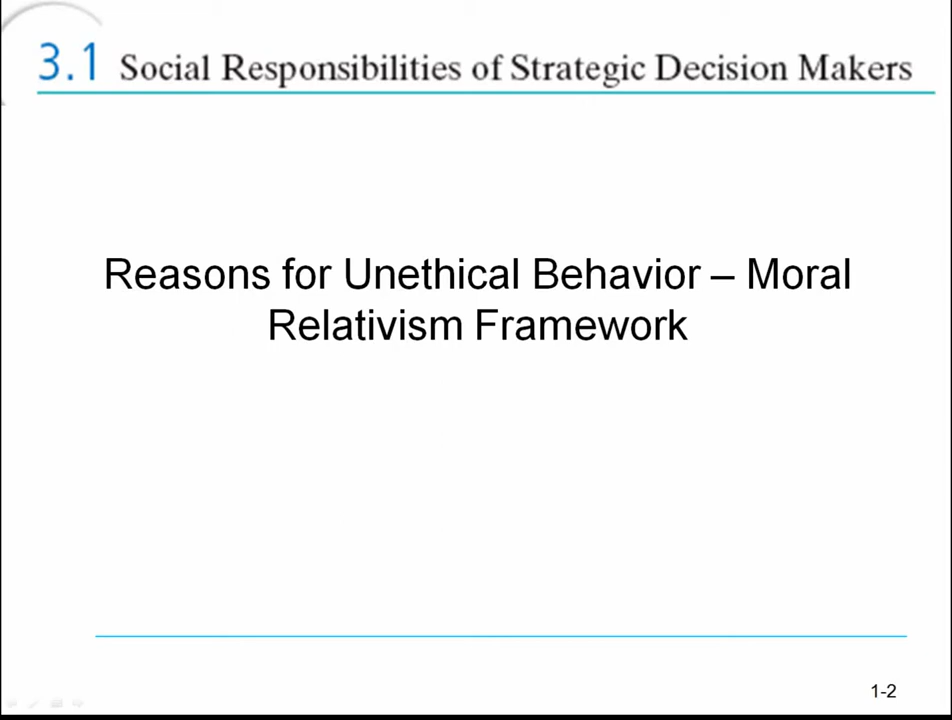 3.1 Social Responsibilities of Strategic Decision Makers
Reasons for Unethical Behavior – Moral
Relativism Framework
1-2